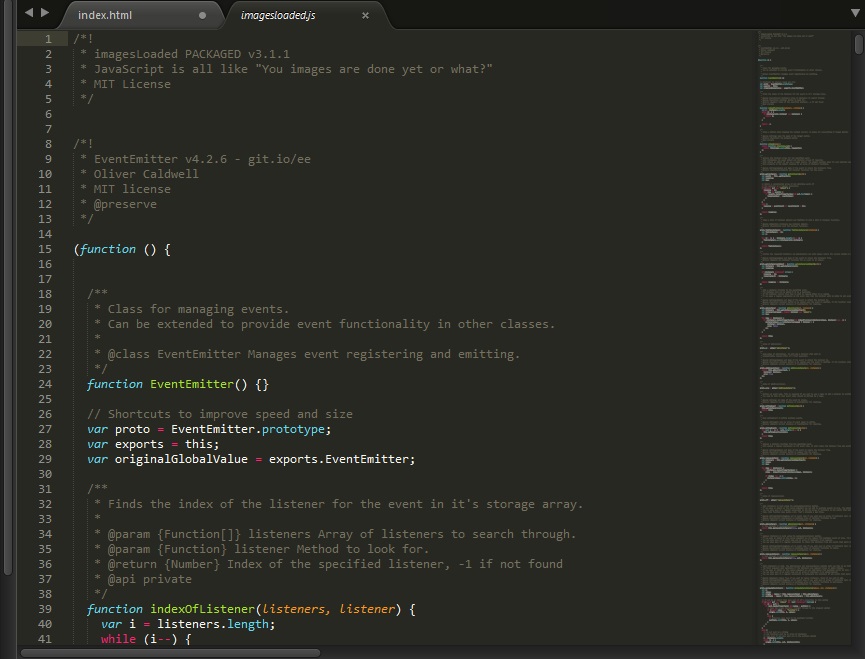 index.html
imagesloaded.js
1 /*!
2  * imagesLoaded PACKAGED v3.1.1
3  * JavaScript is all like "You images are done yet or what?"
4  * MIT License
5  */
6
7
8 /*!
9  * EventEmitter v4.2.6 - git.io/ee
10  * Oliver Caldwell
11  * MIT license
12  * @preserve
13  */
14
15 (function () {
16
17
18   /**
19    * Class for managing events.
20    * Can be extended to provide event functionality in other classes.
21    *
22    * @class EventEmitter Manages event registering and emitting.
23    */
24   function EventEmitter() {}
25
26   // Shortcuts to improve speed and size
27   var proto = EventEmitter.prototype;
28   var exports = this;
29   var originalGlobalValue = exports.EventEmitter;
30
31   /**
32    * Finds the index of the listener for the event in it's storage array.
33    *
34    * @param {Function[]} listeners Array of listeners to search through.
35    * @param {Function} listener Method to look for.
36    * @return {Number} Index of the specified listener, -1 if not found
37    * @api private
38    */
39   function indexOfListener(listeners, listener) {
40     var i = listeners.length;
41     while (i--) {